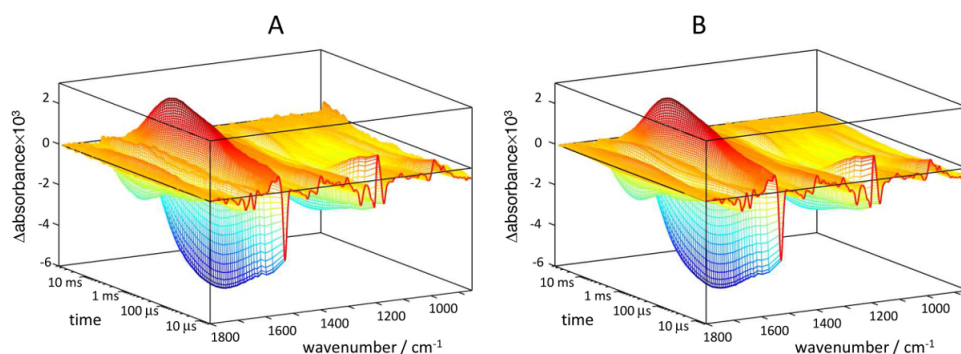 A
B
Δabsorbance×10³
2
0
-2
-4
-6
10 ms
1 ms
100 µs
10 µs
time
1800
1600
1400
1200
1000
wavenumber / cm⁻¹
Δabsorbance×10³
2
0
-2
-4
-6
10 ms
1 ms
100 µs
10 µs
time
1800
1600
1400
1200
1000
wavenumber / cm⁻¹